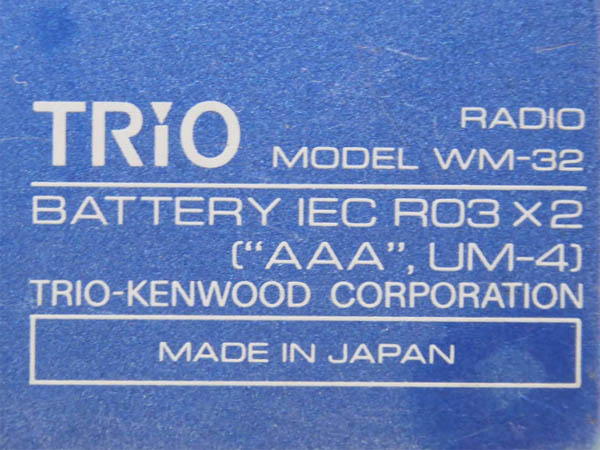 TRiO RADIO
MODEL WM-32
BATTERY IEC R03×2
(“AAA”, UM-4)
TRIO-KENWOOD CORPORATION
MADE IN JAPAN